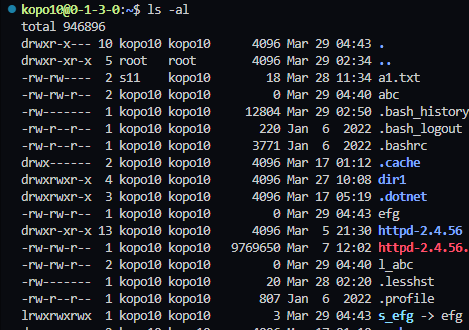 kopo10@0-1-3-0:~$ ls -al
total 946896
drwxr-x--- 10 kopo10 kopo10 4096 Mar 29 04:43 .
drwxr-xr-x 5 root root 4096 Mar 29 02:34 ..
-rw-rw---- 2 s11 kopo10 18 Mar 28 11:34 a1.txt
-rw-rw-r-- 2 kopo10 kopo10 0 Mar 29 04:40 abc
-rw------- 1 kopo10 kopo10 12804 Mar 29 02:50 .bash_history
-rw-r--r-- 1 kopo10 kopo10 220 Jan 6 2022 .bash_logout
-rw-r--r-- 1 kopo10 kopo10 3771 Jan 6 2022 .bashrc
drwx------ 2 kopo10 kopo10 4096 Mar 17 01:12 .cache
drwxrwxr-x 4 kopo10 kopo10 4096 Mar 27 10:08 dir1
drwxrwxr-x 3 kopo10 kopo10 4096 Mar 17 05:19 .dotnet
-rw-rw-r-- 1 kopo10 kopo10 0 Mar 29 04:43 efg
drwxr-xr-x 13 kopo10 kopo10 4096 Mar 5 21:30 httpd-2.4.56
-rw-rw-r-- 1 kopo10 kopo10 9769650 Mar 7 12:02 httpd-2.4.56.
-rw-rw-r-- 2 kopo10 kopo10 0 Mar 29 04:40 l_abc
-rw------- 1 kopo10 kopo10 20 Mar 28 02:20 .lesshst
-rw-r--r-- 1 kopo10 kopo10 807 Jan 6 2022 .profile
lrwxrwxrwx 1 kopo10 kopo10 3 Mar 29 04:43 s_efg -> efg